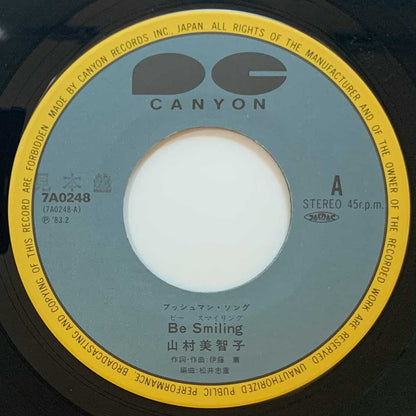 MADE BY CANYON RECORDS INC. JAPAN ALL RIGHTS OF THE MANUFACTURER AND OF THE OWNER OF THE RECORDED WORK ARE RESERVED UNAUTHORIZED PUBLIC PERFORMANCE, BROADCASTING AND COPYING OF THIS RECORD ARE FORBIDDEN.
CANYON
見本盤
7A0248
(7A0248-A)
Ⓟ '83.2
A
STEREO 45r.p.m.
ブッシュマン・ソング
ビー スマイリング
Be Smiling
山村美智子
作詞・作曲:伊藤 薫
編曲:松井忠重